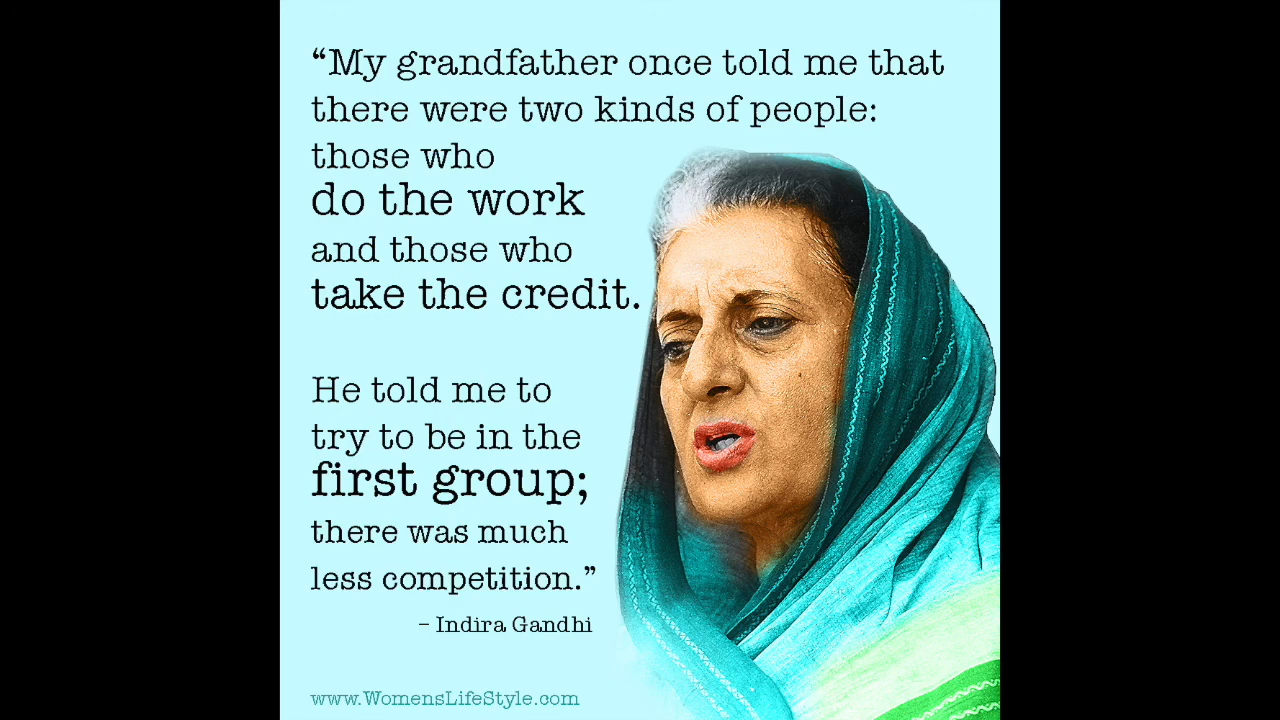 “My grandfather once told me that
there were two kinds of people:
those who
do the work
and those who
take the credit.
He told me to
try to be in the
first group;
there was much
less competition.”
– Indira Gandhi
www.WomensLifeStyle.com